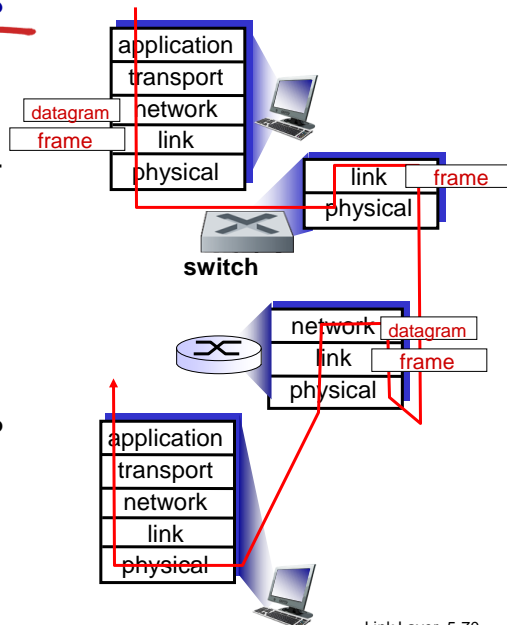 application
transport
datagram
network
frame
link
physical
link
frame
physical
switch
network
datagram
link
frame
physical
application
transport
network
link
physical